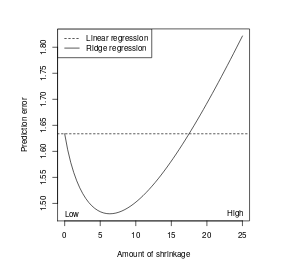 Linear regression
Ridge regression
Prediction error
1.80
1.75
1.70
1.65
1.60
1.55
1.50
Low
High
0 5 10 15 20 25
Amount of shrinkage